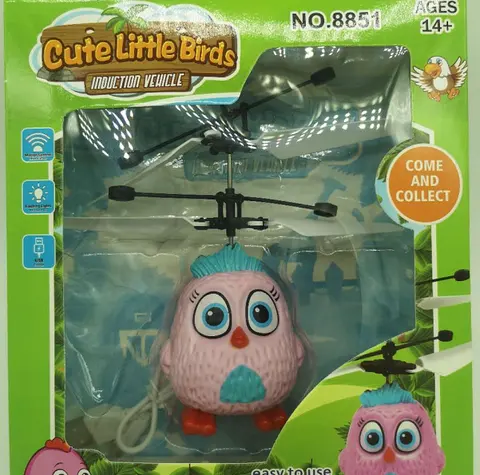 NO.8851
AGES
14+
Cute Little Birds
INDUCTION VEHICLE
COME
AND
COLLECT
easy to use